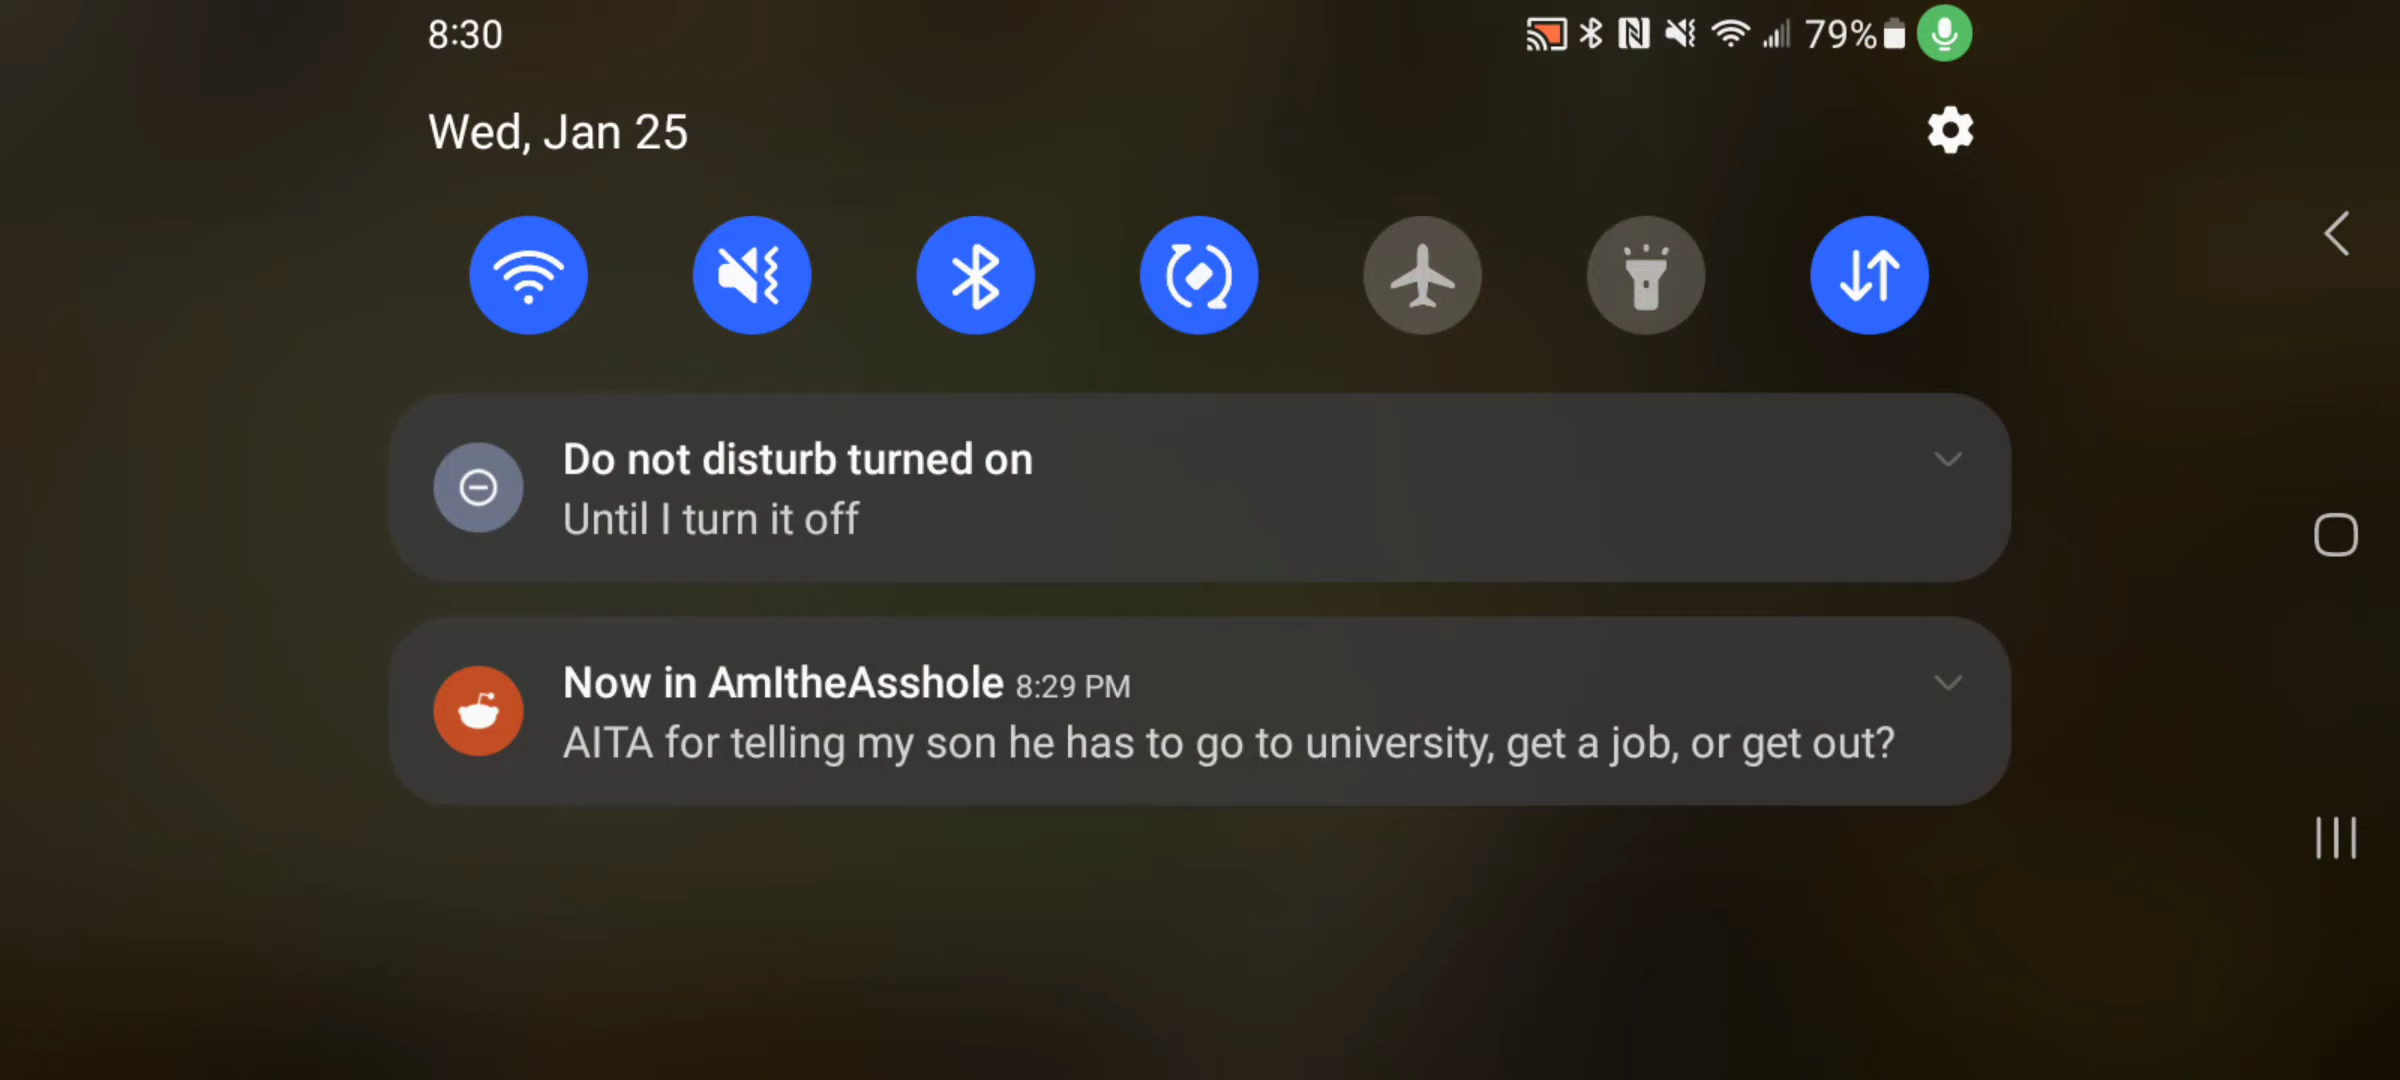 8:30
79%
Wed, Jan 25
Do not disturb turned on
Until I turn it off
Now in AmItheAsshole 8:29 PM
AITA for telling my son he has to go to university, get a job, or get out?